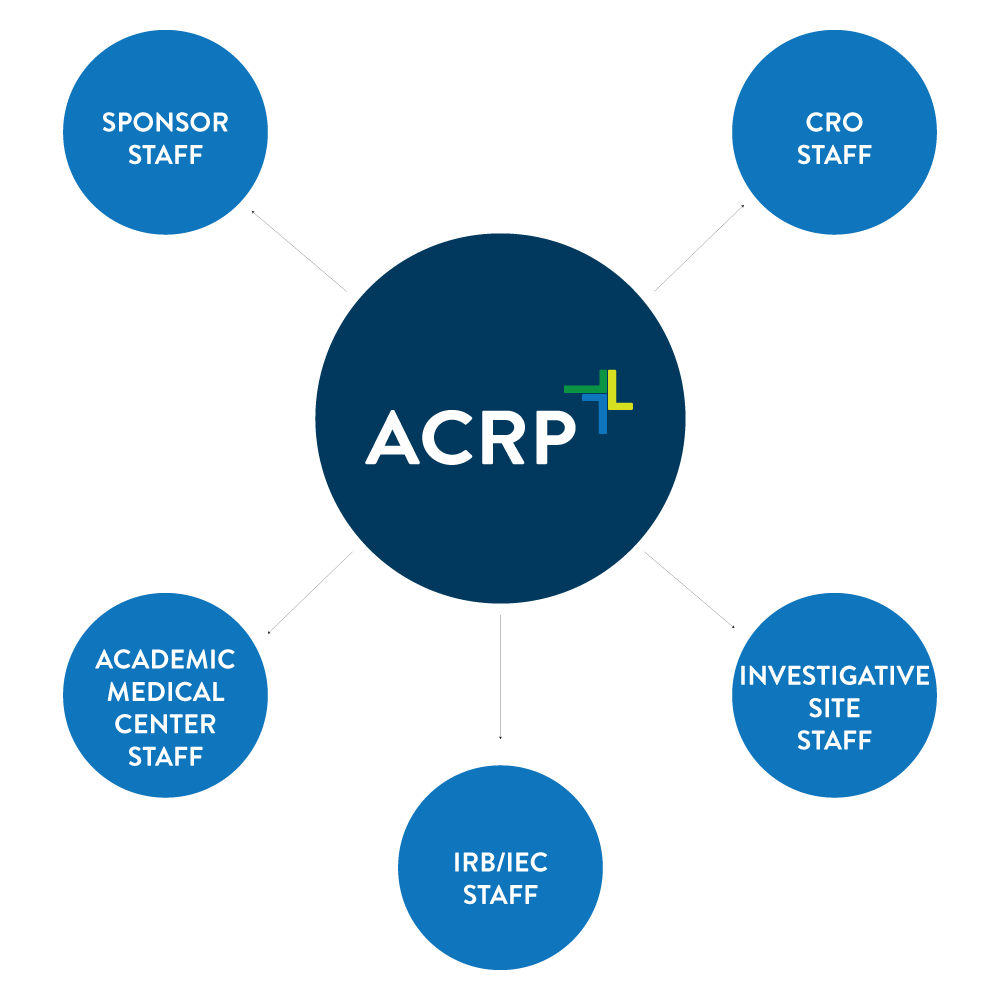 SPONSOR
STAFF
CRO
STAFF
ACRP
ACADEMIC
MEDICAL
CENTER
STAFF
INVESTIGATIVE
SITE
STAFF
IRB/IEC
STAFF